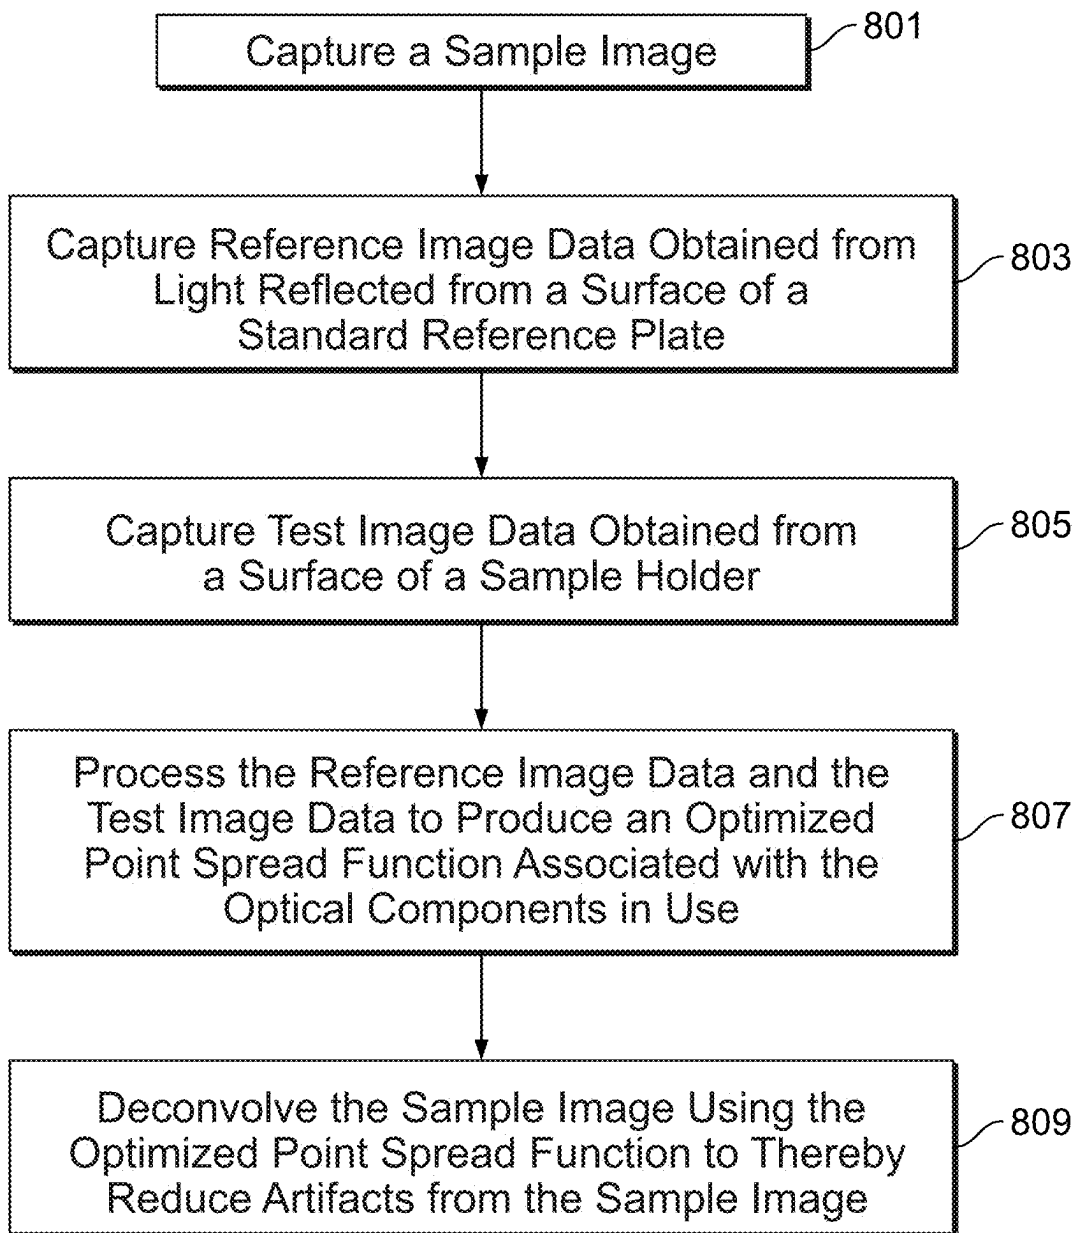 Capture a Sample Image
801
Capture Reference Image Data Obtained from
Light Reflected from a Surface of a
Standard Reference Plate
803
Capture Test Image Data Obtained from
a Surface of a Sample Holder
805
Process the Reference Image Data and the
Test Image Data to Produce an Optimized
Point Spread Function Associated with the
Optical Components in Use
807
Deconvolve the Sample Image Using the
Optimized Point Spread Function to Thereby
Reduce Artifacts from the Sample Image
809